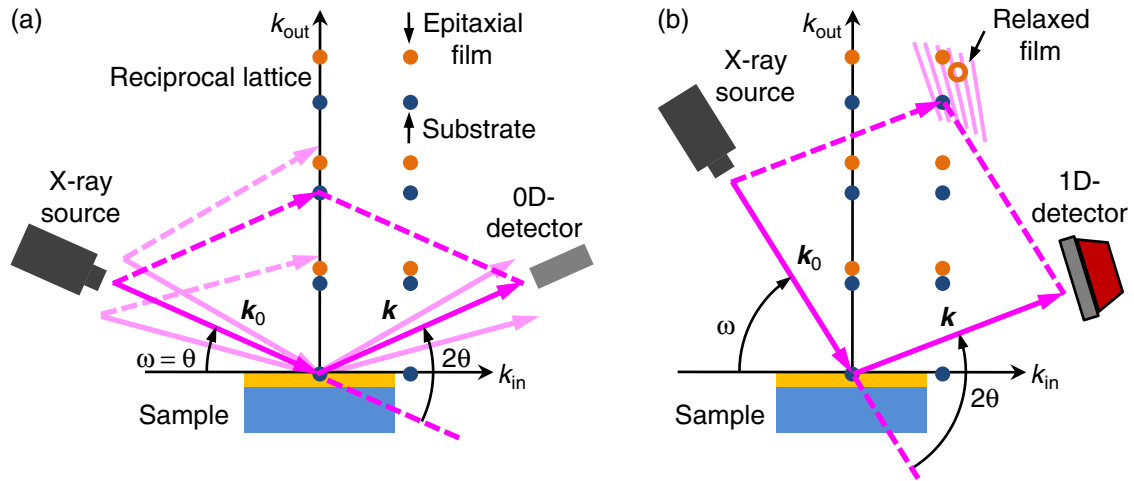 (a)
k_out
Epitaxial
film
Reciprocal lattice
Substrate
X-ray
source
0D-
detector
k_0
k
ω = θ
2θ
k_in
Sample
(b)
k_out
Relaxed
film
X-ray
source
1D-
detector
k_0
k
ω
k_in
2θ
Sample